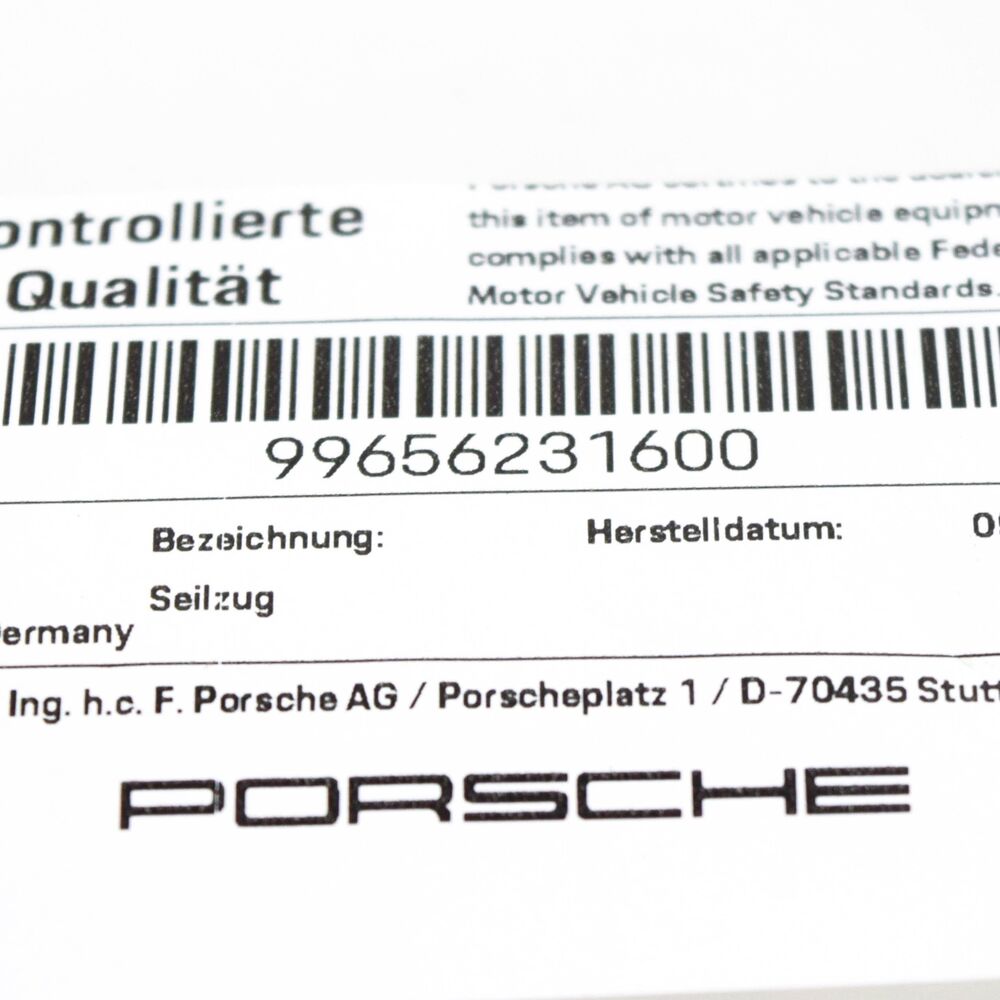 ontrollierte
Qualität
this item of motor vehicle equipm
complies with all applicable Fede
Motor Vehicle Safety Standards.
99656231600
Bezeichnung:
Herstelldatum:
Seilzug
ermany
Ing. h.c. F. Porsche AG / Porscheplatz 1 / D-70435 Stutt
PORSCHE